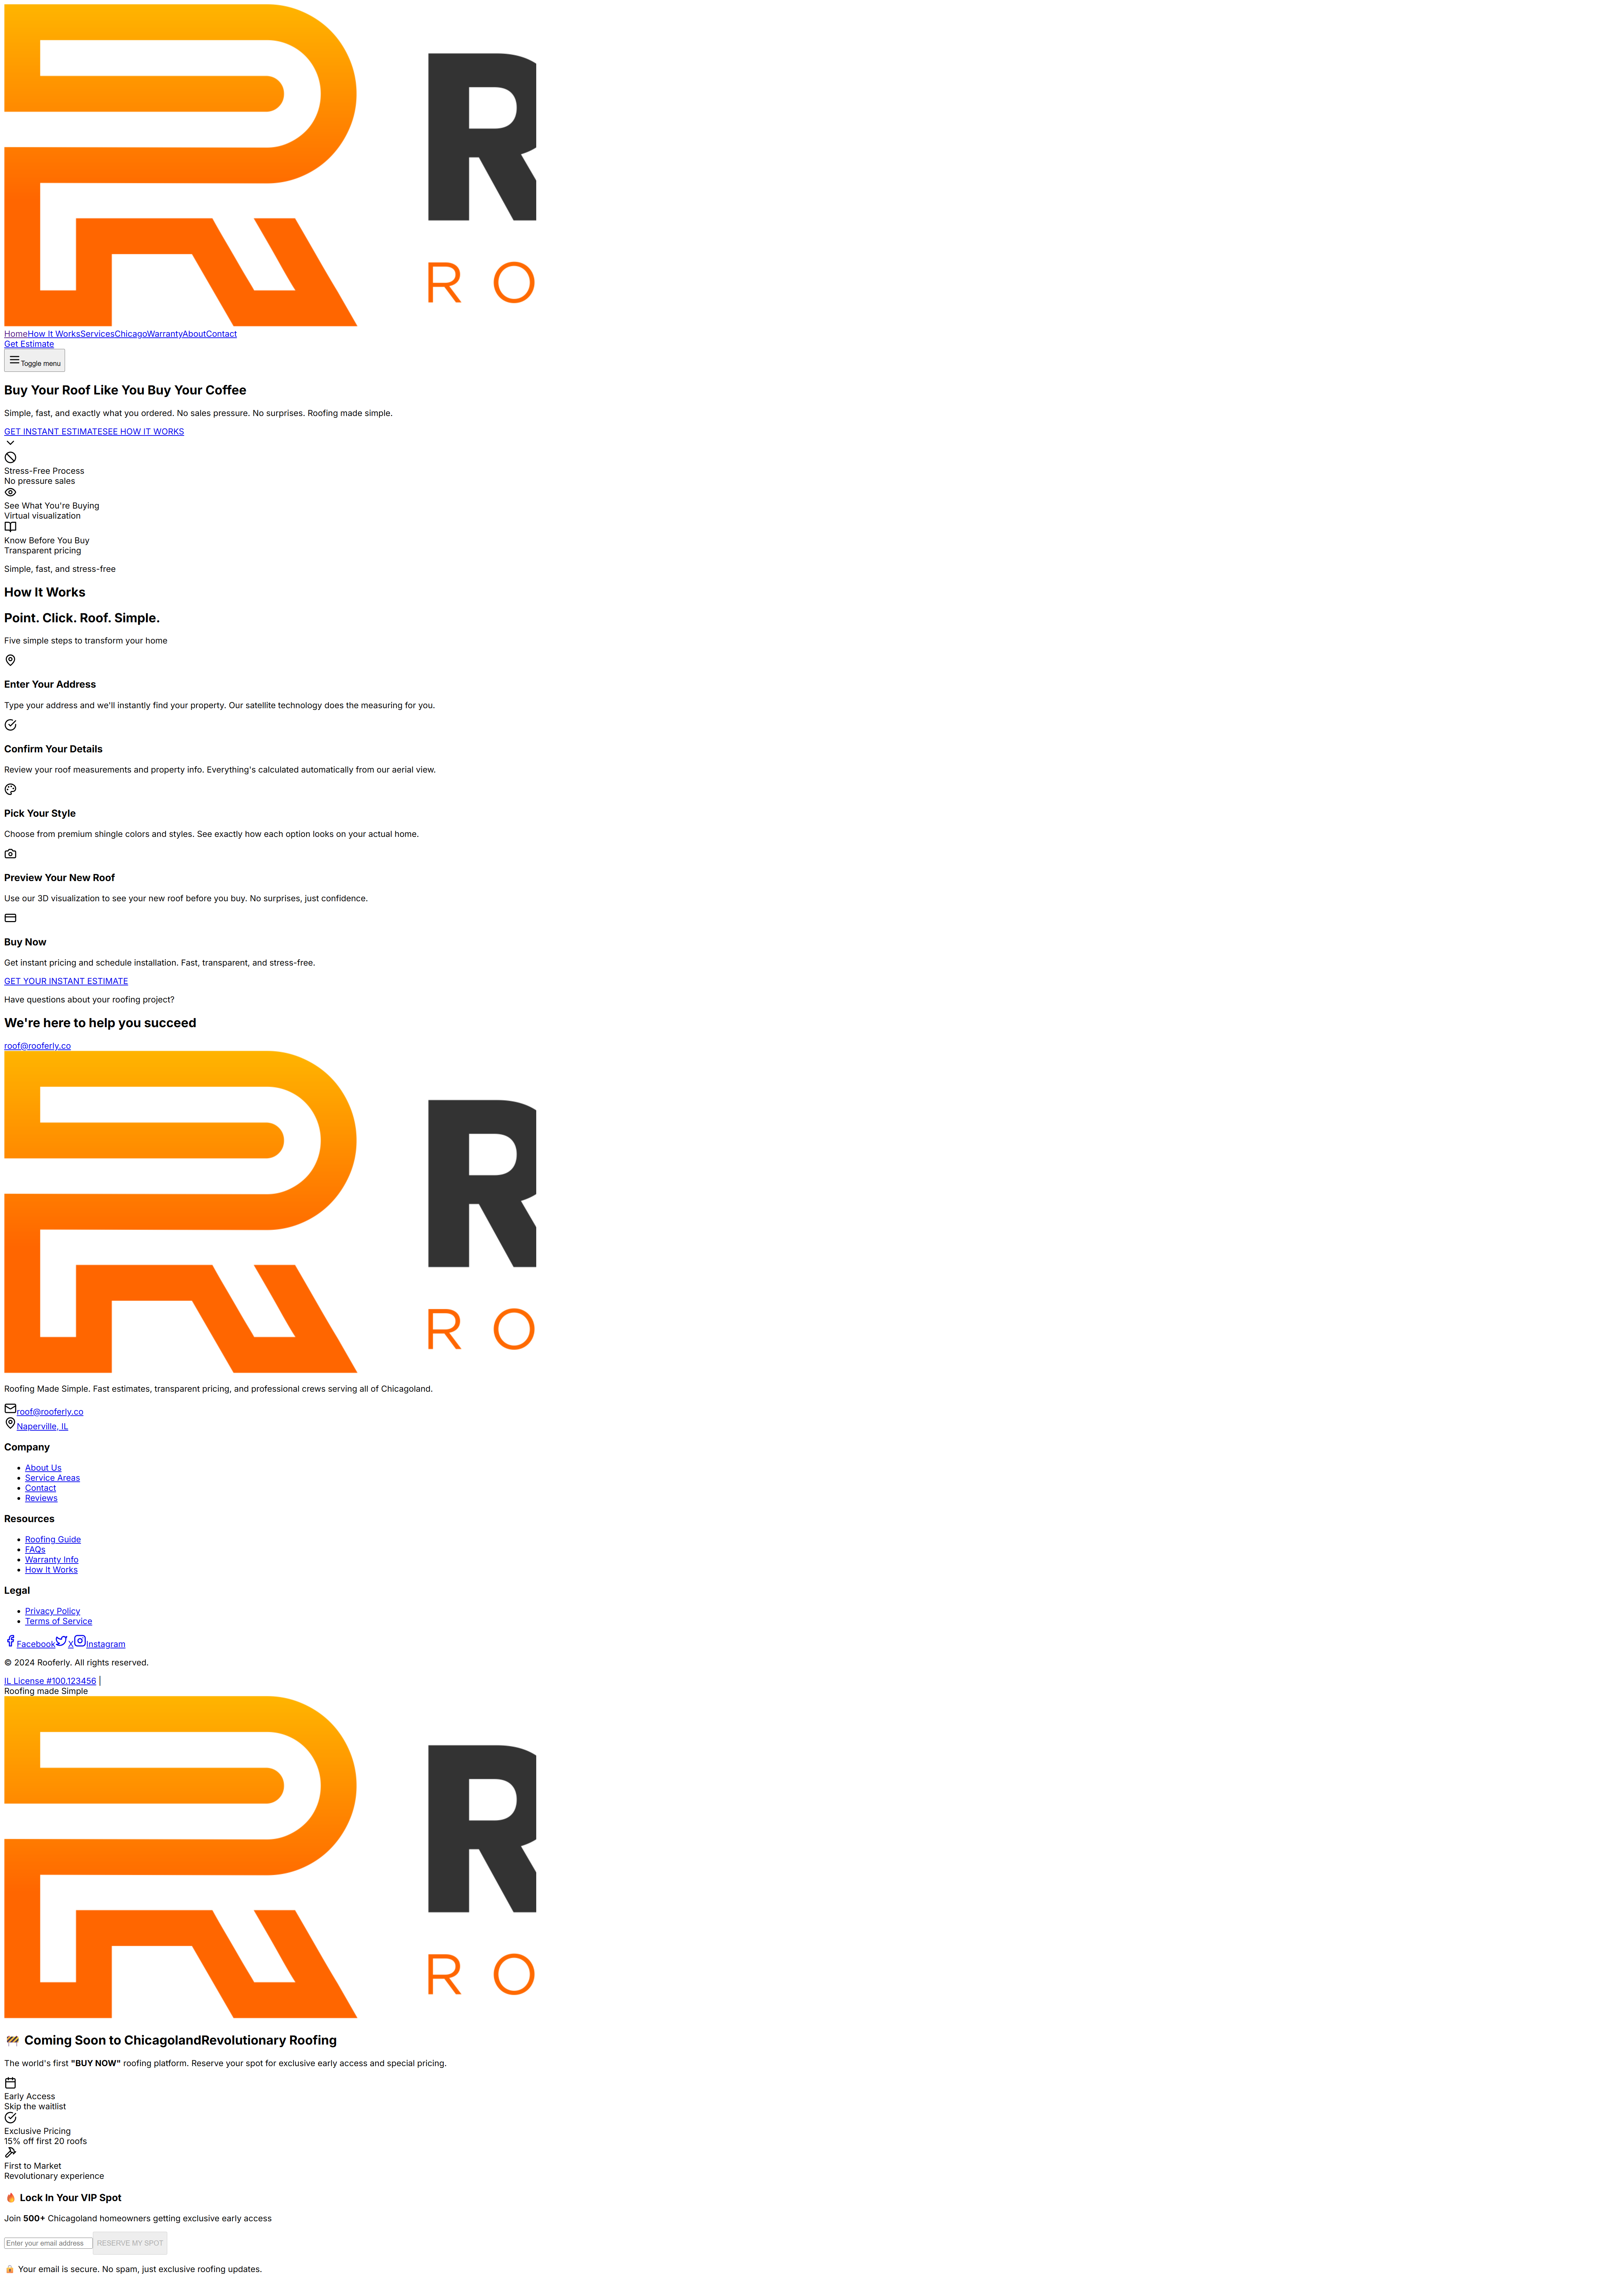 R
RO
HomeHow It WorksServicesChicagoWarrantyAboutContact
Get Estimate
Toggle menu
Buy Your Roof Like You Buy Your Coffee
Simple, fast, and exactly what you ordered. No sales pressure. No surprises. Roofing made simple.
GET INSTANT ESTIMATESEE HOW IT WORKS
Stress-Free Process
No pressure sales
See What You're Buying
Virtual visualization
Know Before You Buy
Transparent pricing
Simple, fast, and stress-free
How It Works
Point. Click. Roof. Simple.
Five simple steps to transform your home
Enter Your Address
Type your address and we'll instantly find your property. Our satellite technology does the measuring for you.
Confirm Your Details
Review your roof measurements and property info. Everything's calculated automatically from our aerial view.
Pick Your Style
Choose from premium shingle colors and styles. See exactly how each option looks on your actual home.
Preview Your New Roof
Use our 3D visualization to see your new roof before you buy. No surprises, just confidence.
Buy Now
Get instant pricing and schedule installation. Fast, transparent, and stress-free.
GET YOUR INSTANT ESTIMATE
Have questions about your roofing project?
We're here to help you succeed
roof@rooferly.co
R
RO
Roofing Made Simple. Fast estimates, transparent pricing, and professional crews serving all of Chicagoland.
roof@rooferly.co
Naperville, IL
Company
• About Us
• Service Areas
• Contact
• Reviews
Resources
• Roofing Guide
• FAQs
• Warranty Info
• How It Works
Legal
• Privacy Policy
• Terms of Service
FacebookXInstagram
© 2024 Rooferly. All rights reserved.
IL License #100.123456 |
Roofing made Simple
R
RO
🚧 Coming Soon to ChicagolandRevolutionary Roofing
The world's first "BUY NOW" roofing platform. Reserve your spot for exclusive early access and special pricing.
Early Access
Skip the waitlist
Exclusive Pricing
15% off first 20 roofs
First to Market
Revolutionary experience
🔥 Lock In Your VIP Spot
Join 500+ Chicagoland homeowners getting exclusive early access
Enter your email address RESERVE MY SPOT
🔒 Your email is secure. No spam, just exclusive roofing updates.